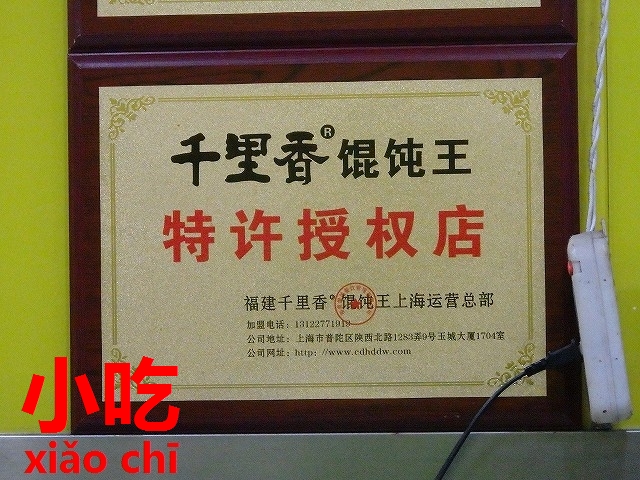 千里香® 馄饨王
特许授权店
福建千里香®馄饨王上海运营总部
加盟电话：13122771919
公司地址：上海市普陀区陕西北路1283弄9号玉城大厦1704室
公司网址：http: //www.cdhddw.com
小吃
xiǎo chī